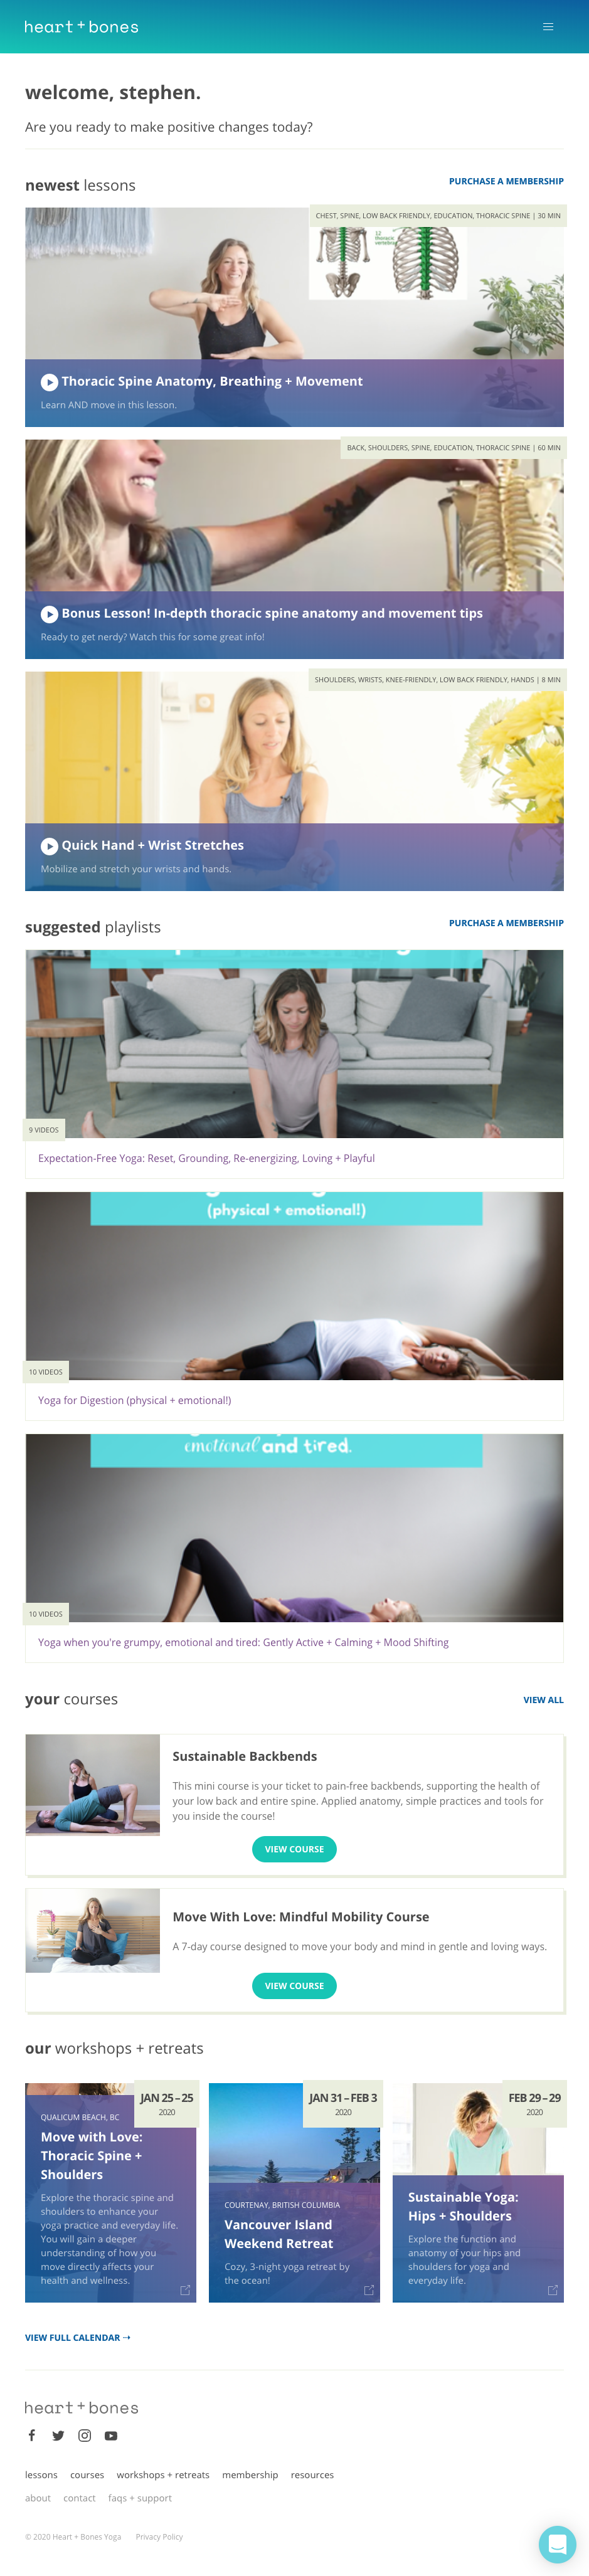 heart + bones
welcome, stephen.
Are you ready to make positive changes today?
newest lessons
PURCHASE A MEMBERSHIP
CHEST, SPINE, LOW BACK FRIENDLY, EDUCATION, THORACIC SPINE | 30 MIN
12
thoracic
vertebra
Thoracic Spine Anatomy, Breathing + Movement
Learn AND move in this lesson.
BACK, SHOULDERS, SPINE, EDUCATION, THORACIC SPINE | 60 MIN
Bonus Lesson! In-depth thoracic spine anatomy and movement tips
Ready to get nerdy? Watch this for some great info!
SHOULDERS, WRISTS, KNEE-FRIENDLY, LOW BACK FRIENDLY, HANDS | 8 MIN
Quick Hand + Wrist Stretches
Mobilize and stretch your wrists and hands.
suggested playlists
PURCHASE A MEMBERSHIP
9 VIDEOS
Expectation-Free Yoga: Reset, Grounding, Re-energizing, Loving + Playful
(physical + emotional!)
10 VIDEOS
Yoga for Digestion (physical + emotional!)
emotional and tired.
10 VIDEOS
Yoga when you're grumpy, emotional and tired: Gently Active + Calming + Mood Shifting
your courses
VIEW ALL
Sustainable Backbends
This mini course is your ticket to pain-free backbends, supporting the health of
your low back and entire spine. Applied anatomy, simple practices and tools for
you inside the course!
VIEW COURSE
Move With Love: Mindful Mobility Course
A 7-day course designed to move your body and mind in gentle and loving ways.
VIEW COURSE
our workshops + retreats
JAN 25 – 25
2020
QUALICUM BEACH, BC
Move with Love:
Thoracic Spine +
Shoulders
Explore the thoracic spine and
shoulders to enhance your
yoga practice and everyday life.
You will gain a deeper
understanding of how you
move directly affects your
health and wellness.
JAN 31 – FEB 3
2020
COURTENAY, BRITISH COLUMBIA
Vancouver Island
Weekend Retreat
Cozy, 3-night yoga retreat by
the ocean!
FEB 29 – 29
2020
Sustainable Yoga:
Hips + Shoulders
Explore the function and
anatomy of your hips and
shoulders for yoga and
everyday life.
VIEW FULL CALENDAR →
heart + bones
lessons courses workshops + retreats membership resources
about contact faqs + support
© 2020 Heart + Bones Yoga Privacy Policy